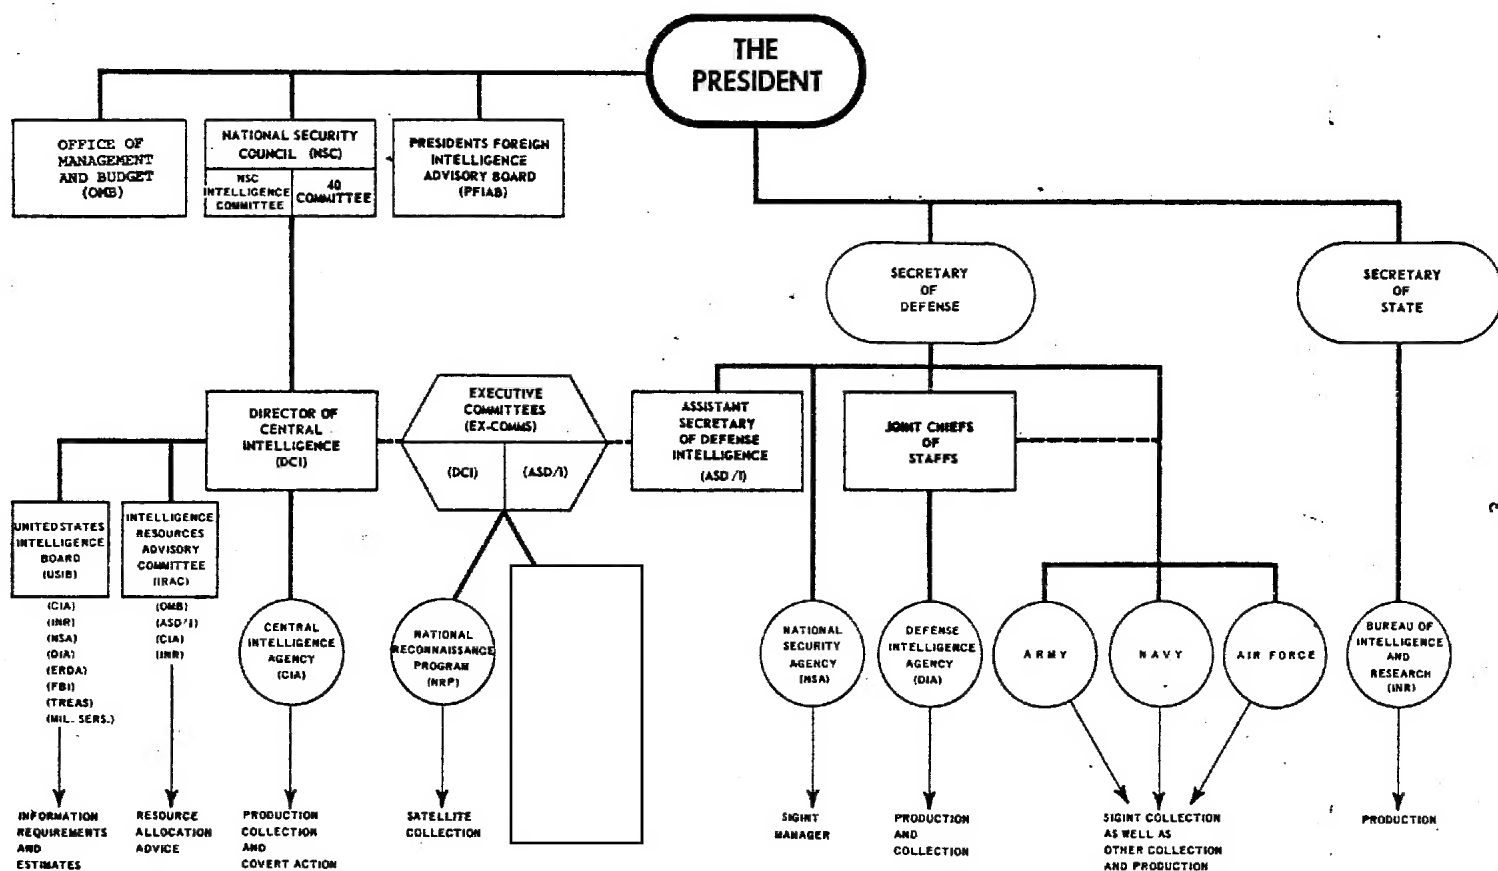 THE
PRESIDENT
OFFICE OF
MANAGEMENT
AND BUDGET
(OMB)
NATIONAL SECURITY
COUNCIL (NSC)
NSC
INTELLIGENCE
COMMITTEE
40
COMMITTEE
PRESIDENTS FOREIGN
INTELLIGENCE
ADVISORY BOARD
(PFIAB)
SECRETARY
OF
DEFENSE
SECRETARY
OF
STATE
DIRECTOR OF
CENTRAL
INTELLIGENCE
(DCI)
EXECUTIVE
COMMITTEES
(EX-COMMS)
(DCI)
(ASD/I)
ASSISTANT
SECRETARY
OF DEFENSE
INTELLIGENCE
(ASD/I)
JOINT CHIEFS
OF
STAFFS
UNITED STATES
INTELLIGENCE
BOARD
(USIB)
(CIA)
(INR)
(NSA)
(DIA)
(ERDA)
(FBI)
(TREAS)
(MIL. SERS.)
INTELLIGENCE
RESOURCES
ADVISORY
COMMITTEE
(IRAC)
(OMB)
(ASD/I)
(CIA)
(INR)
CENTRAL
INTELLIGENCE
AGENCY
(CIA)
NATIONAL
RECONNAISSANCE
PROGRAM
(NRP)
NATIONAL
SECURITY
AGENCY
(NSA)
DEFENSE
INTELLIGENCE
AGENCY
(DIA)
ARMY
NAVY
AIR FORCE
BUREAU OF
INTELLIGENCE
AND
RESEARCH
(INR)
INFORMATION
REQUIREMENTS
AND
ESTIMATES
RESOURCE
ALLOCATION
ADVICE
PRODUCTION
COLLECTION
AND
COVERT ACTION
SATELLITE
COLLECTION
SIGINT
MANAGER
PRODUCTION
AND
COLLECTION
SIGINT COLLECTION
AS WELL AS
OTHER COLLECTION
AND PRODUCTION
PRODUCTION